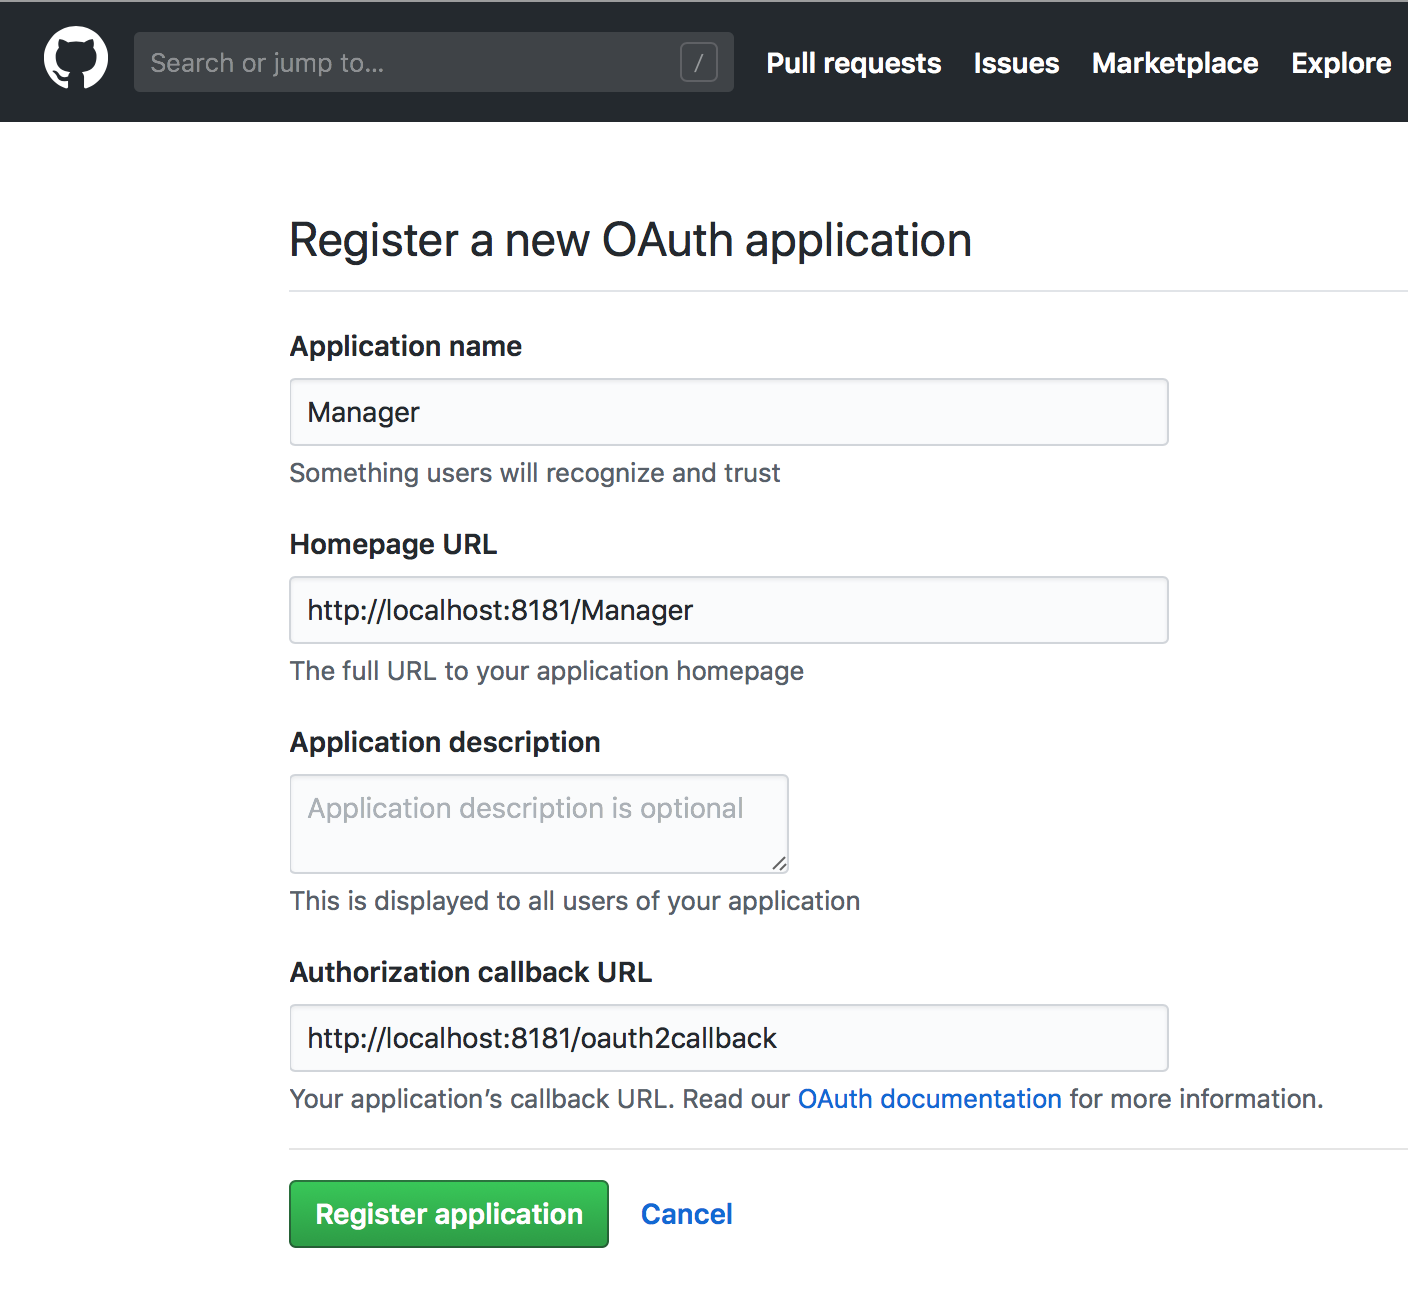 Search or jump to... /
Pull requests Issues Marketplace Explore
Register a new OAuth application
Application name
Manager
Something users will recognize and trust
Homepage URL
http://localhost:8181/Manager
The full URL to your application homepage
Application description
Application description is optional
This is displayed to all users of your application
Authorization callback URL
http://localhost:8181/oauth2callback
Your application’s callback URL. Read our OAuth documentation for more information.
Register application Cancel